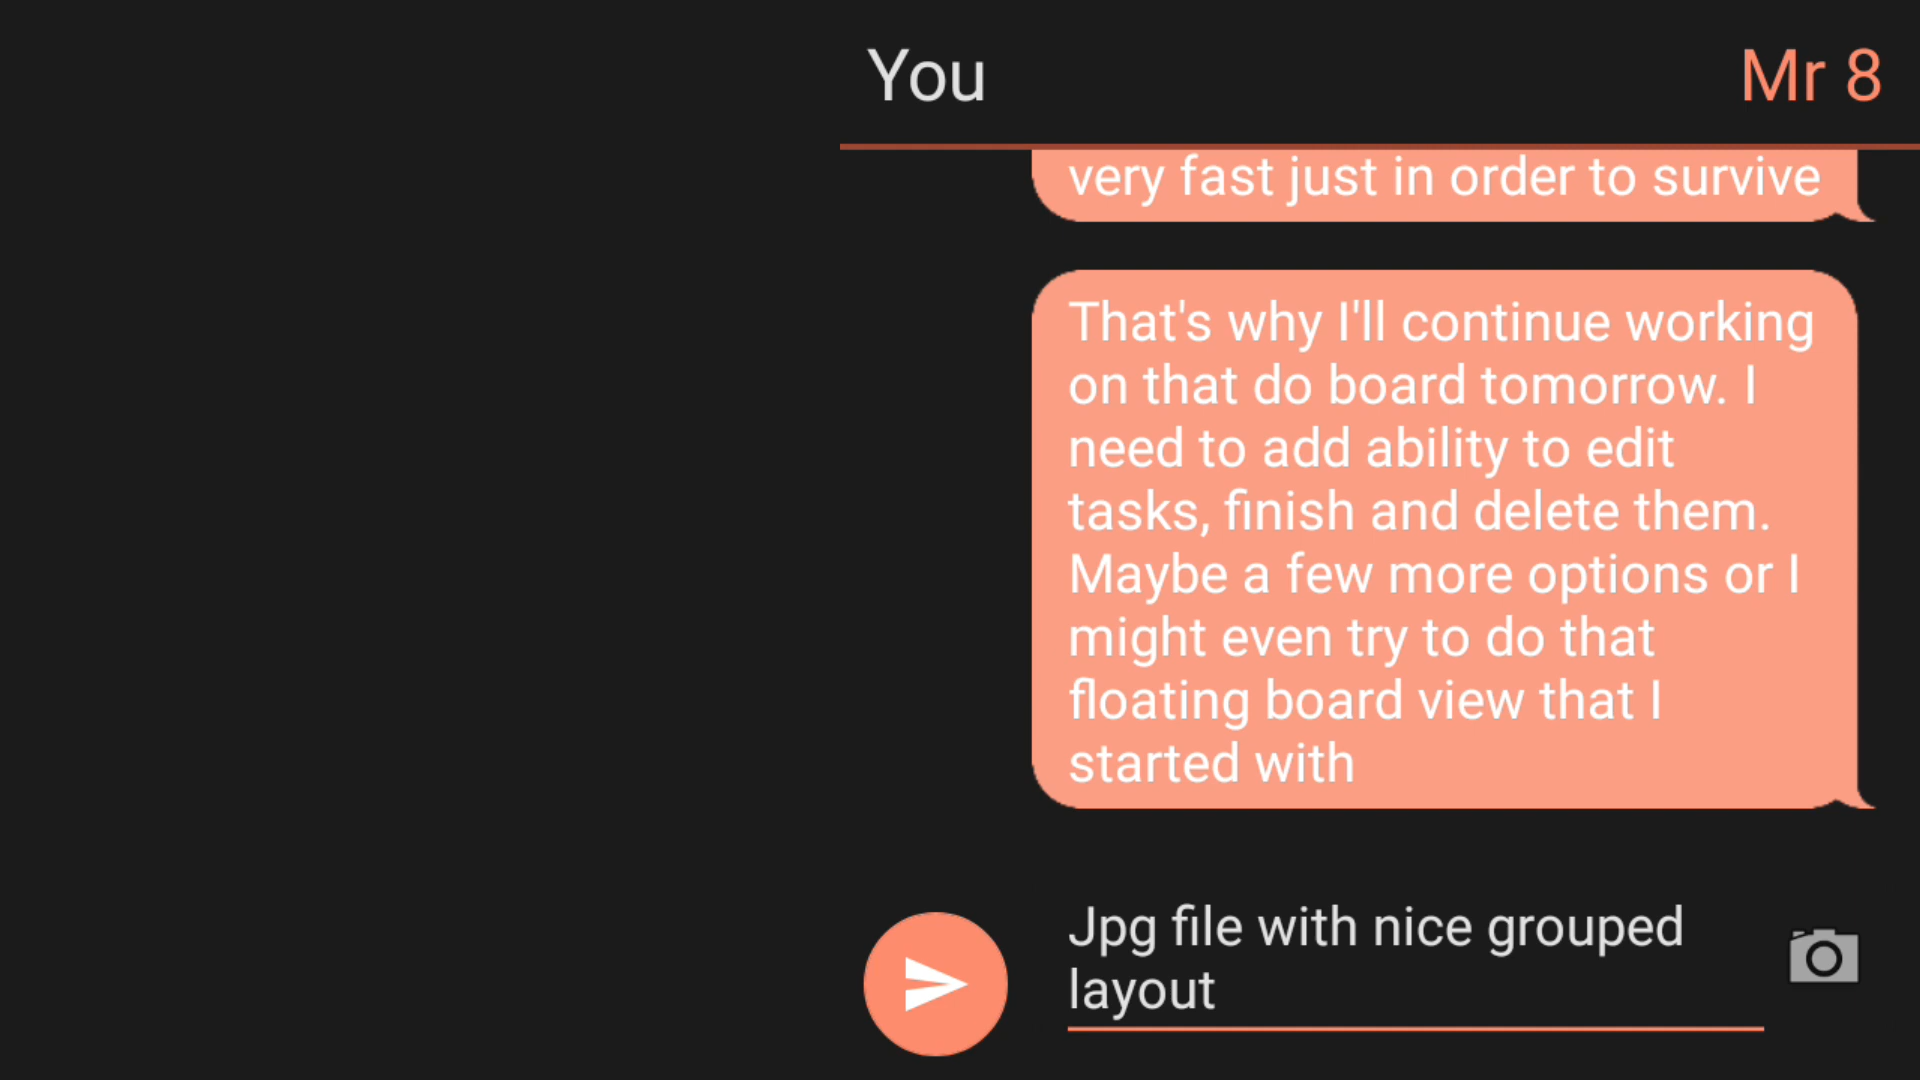 You
Mr 8
very fast just in order to survive
That's why I'll continue working
on that do board tomorrow. I
need to add ability to edit
tasks, finish and delete them.
Maybe a few more options or I
might even try to do that
floating board view that I
started with
Jpg file with nice grouped
layout